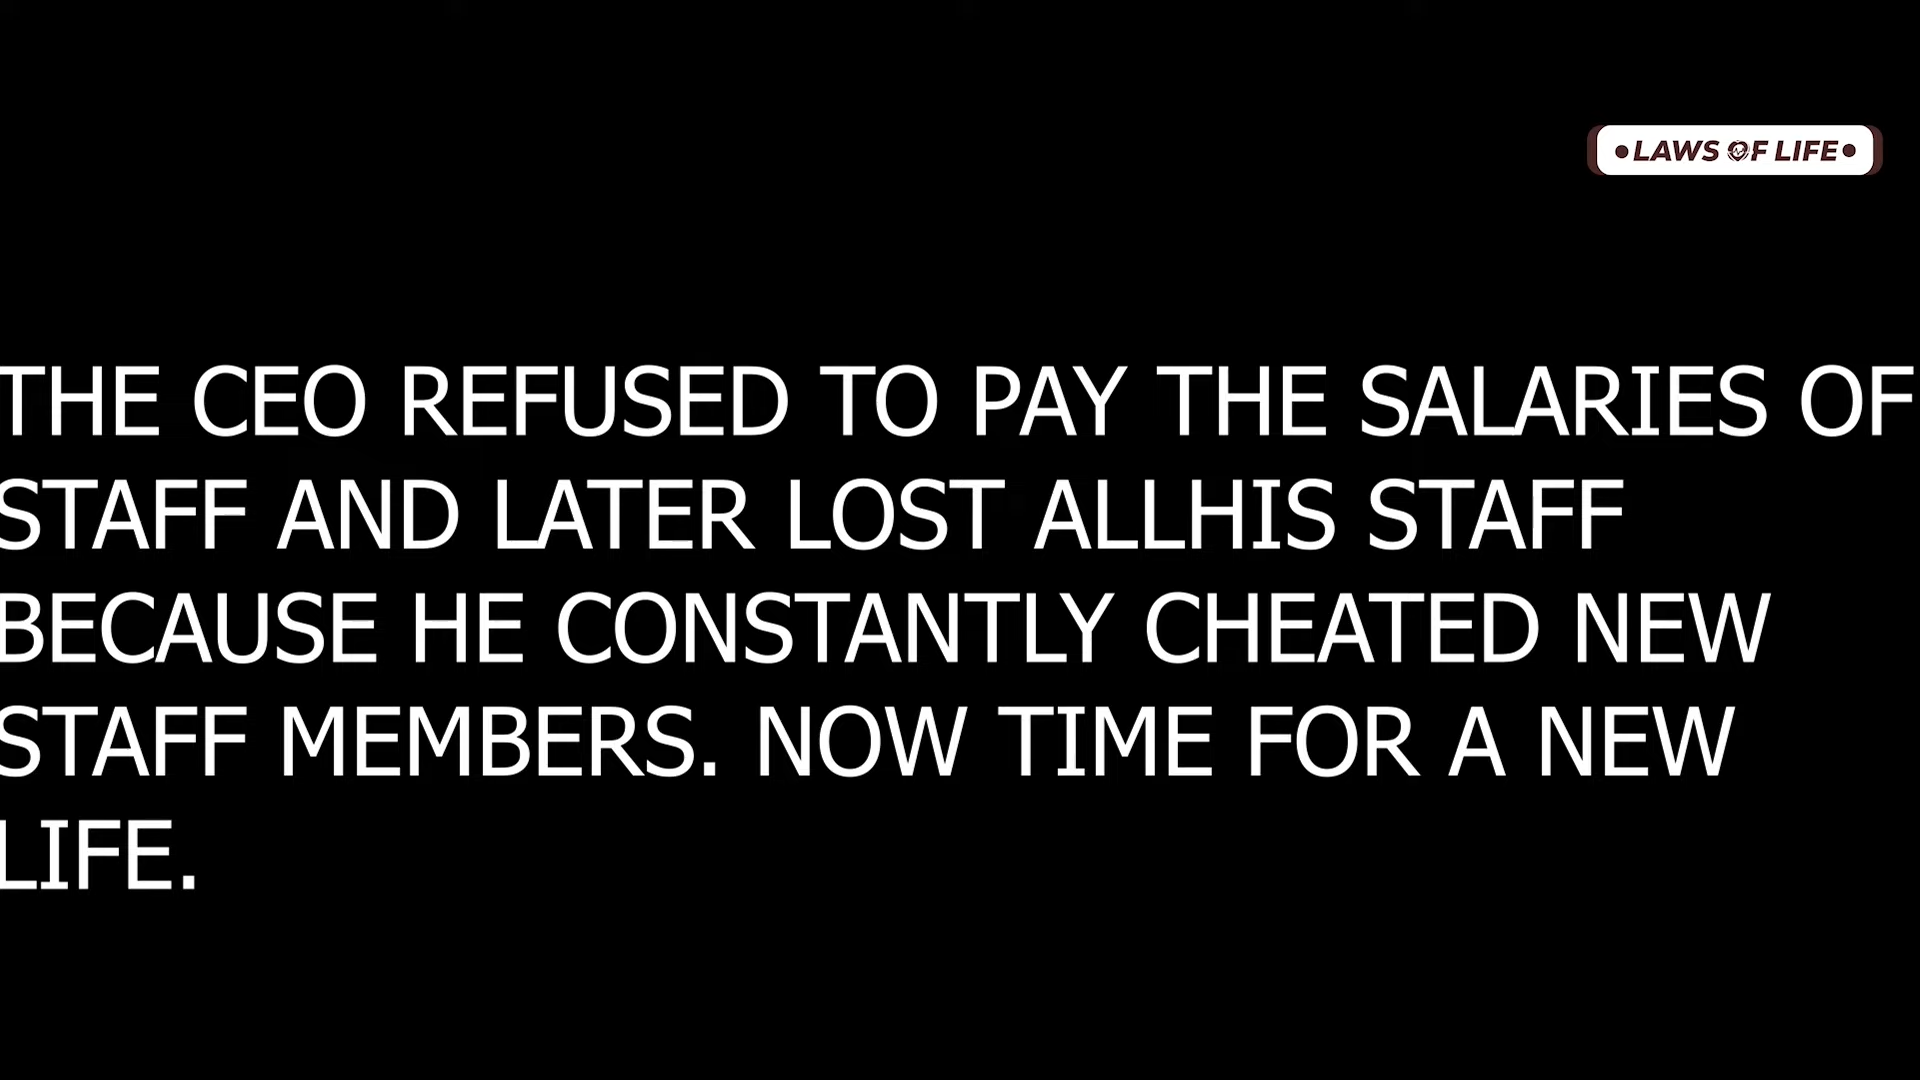 •LAWS OF LIFE•
THE CEO REFUSED TO PAY THE SALARIES OF
STAFF AND LATER LOST ALLHIS STAFF
BECAUSE HE CONSTANTLY CHEATED NEW
STAFF MEMBERS. NOW TIME FOR A NEW
LIFE.